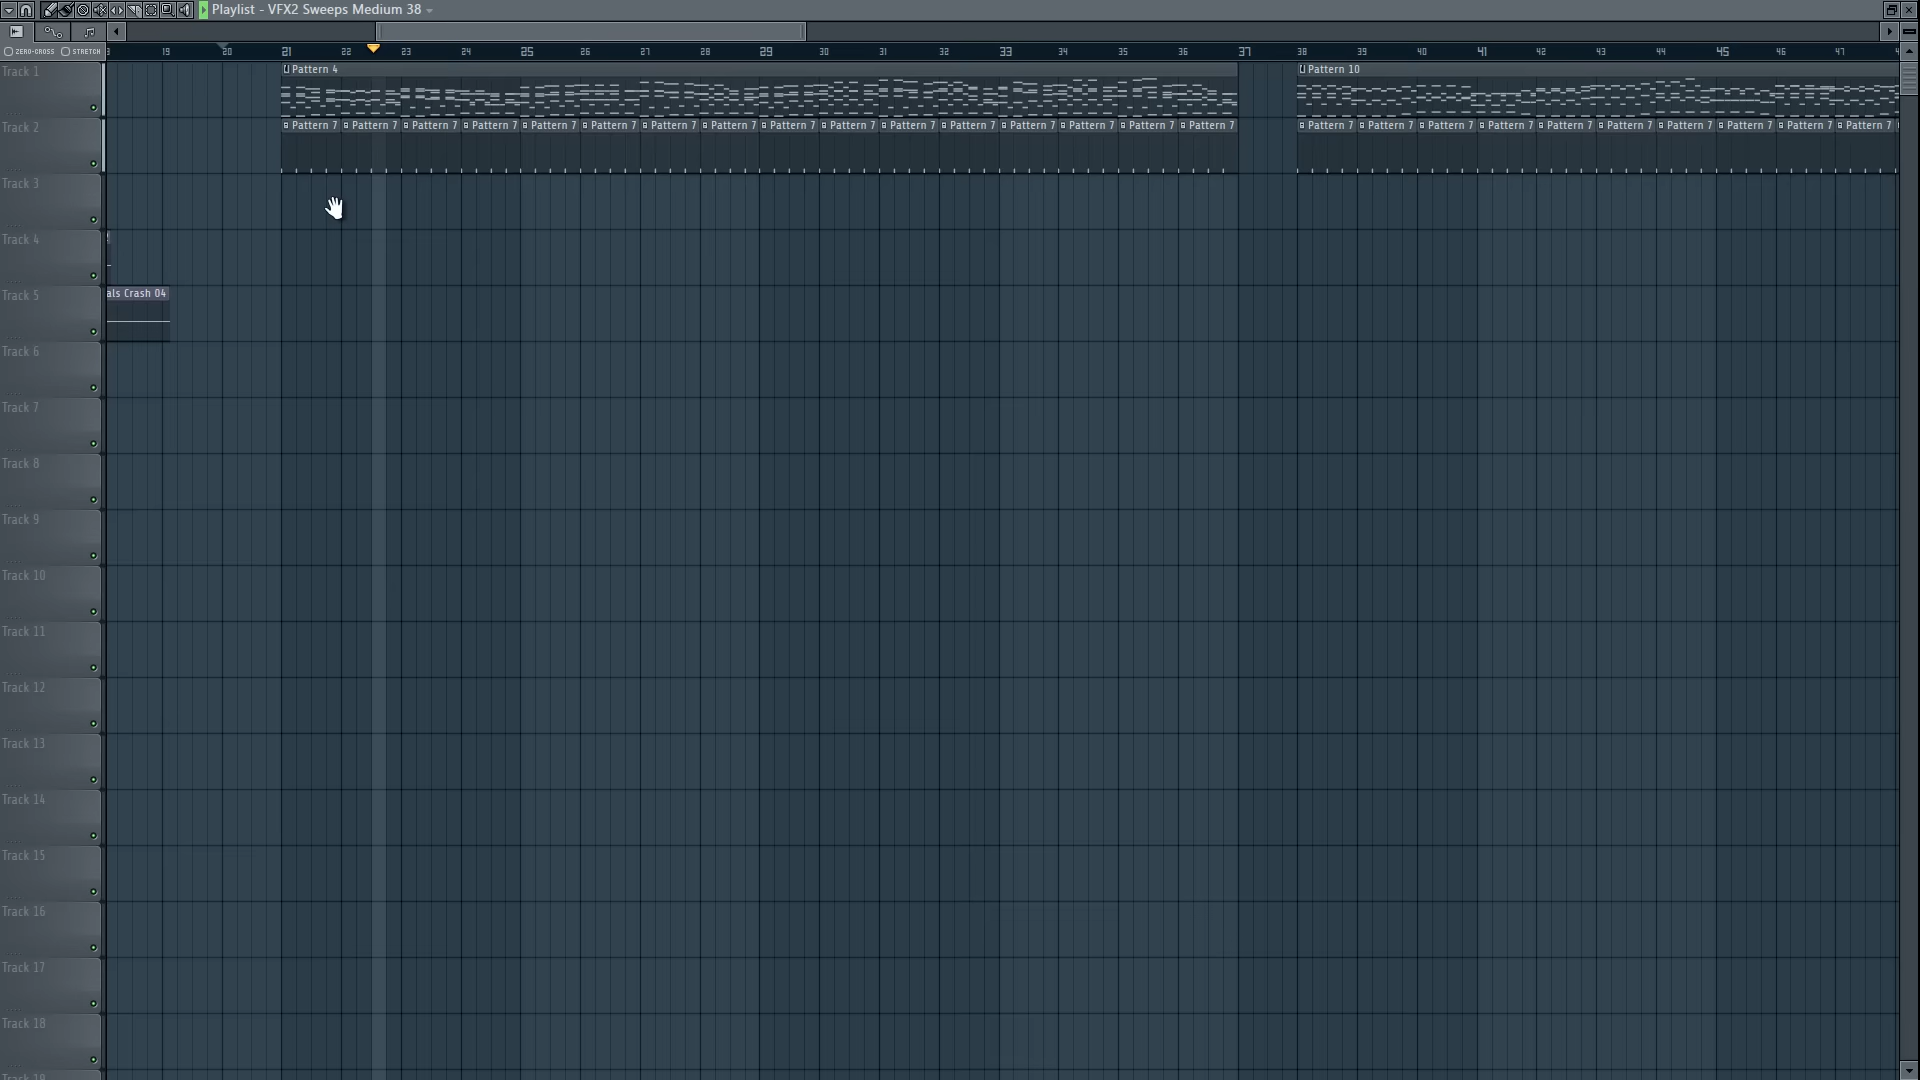 Playlist - VFX2 Sweeps Medium 38
ZERO-CROSS STRETCH
19 20 21 22 23 24 25 26 27 28 29 30 31 32 33 34 35 36 37 38 39 40 41 42 43 44 45 46 47
Track 1
Pattern 4 Pattern 10
Track 2
Pattern 7 Pattern 7 Pattern 7 Pattern 7 Pattern 7 Pattern 7 Pattern 7 Pattern 7 Pattern 7 Pattern 7 Pattern 7 Pattern 7 Pattern 7 Pattern 7 Pattern 7 Pattern 7 Pattern 7 Pattern 7 Pattern 7 Pattern 7 Pattern 7 Pattern 7 Pattern 7 Pattern 7 Pattern 7 Pattern 7
Track 3
Track 4
Track 5
als Crash 04
Track 6
Track 7
Track 8
Track 9
Track 10
Track 11
Track 12
Track 13
Track 14
Track 15
Track 16
Track 17
Track 18
Track 19